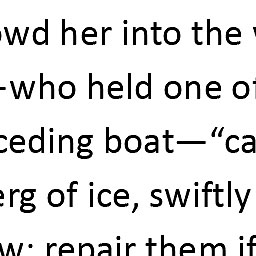 owd her into the
-who held one of
ceding boat—“ca
erg of ice, swiftly
w; repair them if